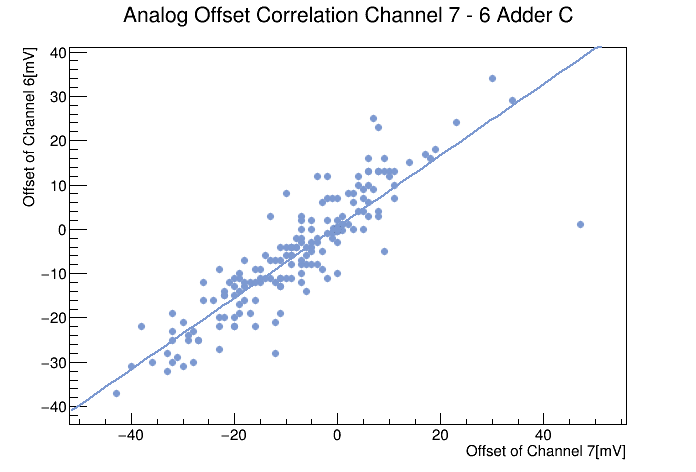 Analog Offset Correlation Channel 7 - 6 Adder C
Offset of Channel 6[mV]
40
30
20
10
0
−10
−20
−30
−40
−40 −20 0 20 40
Offset of Channel 7[mV]